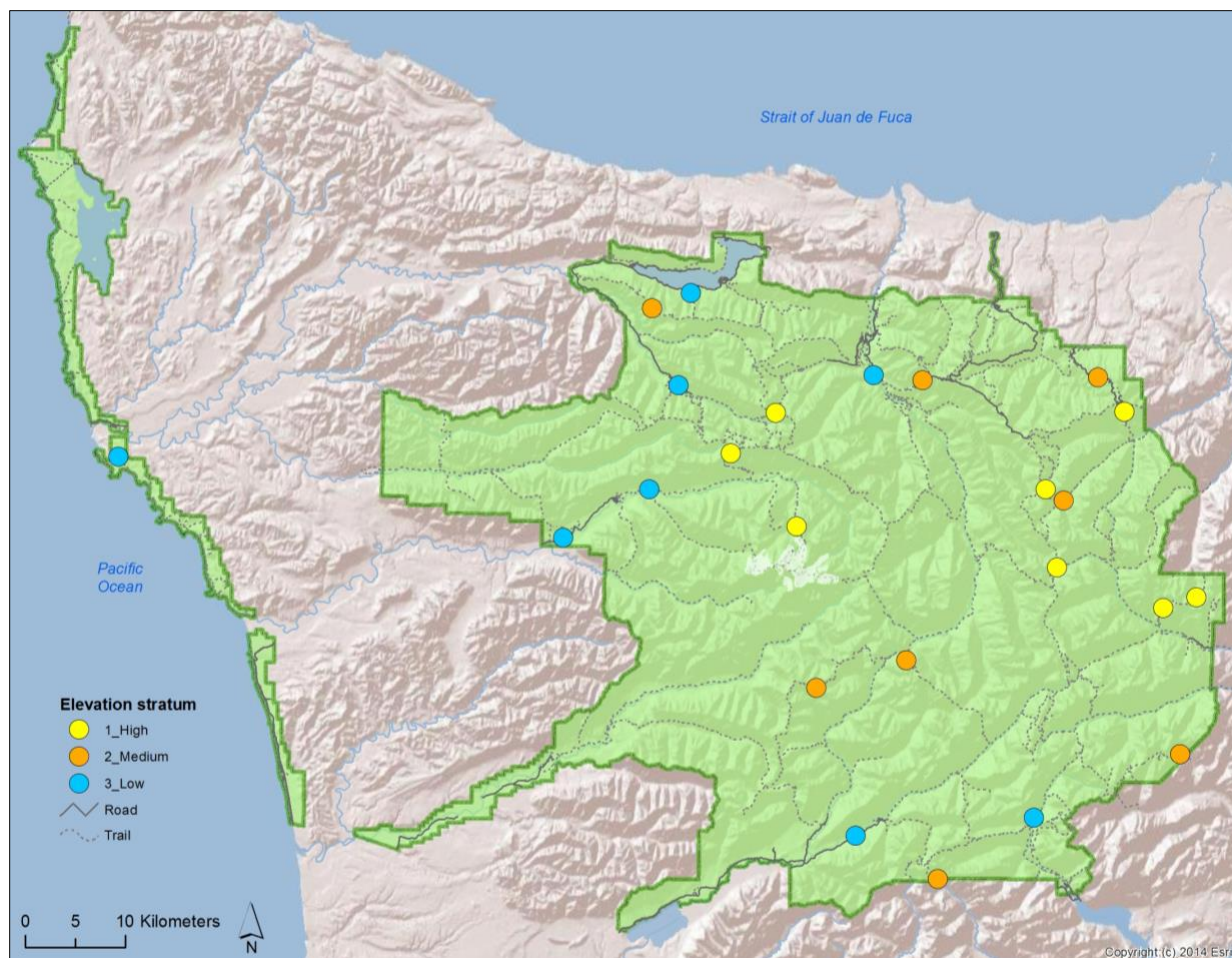 Strait of Juan de Fuca
Pacific
Ocean
Elevation stratum
1_High
2_Medium
3_Low
Road
Trail
0 5 10 Kilometers
N
Copyright:(c) 2014 Esri